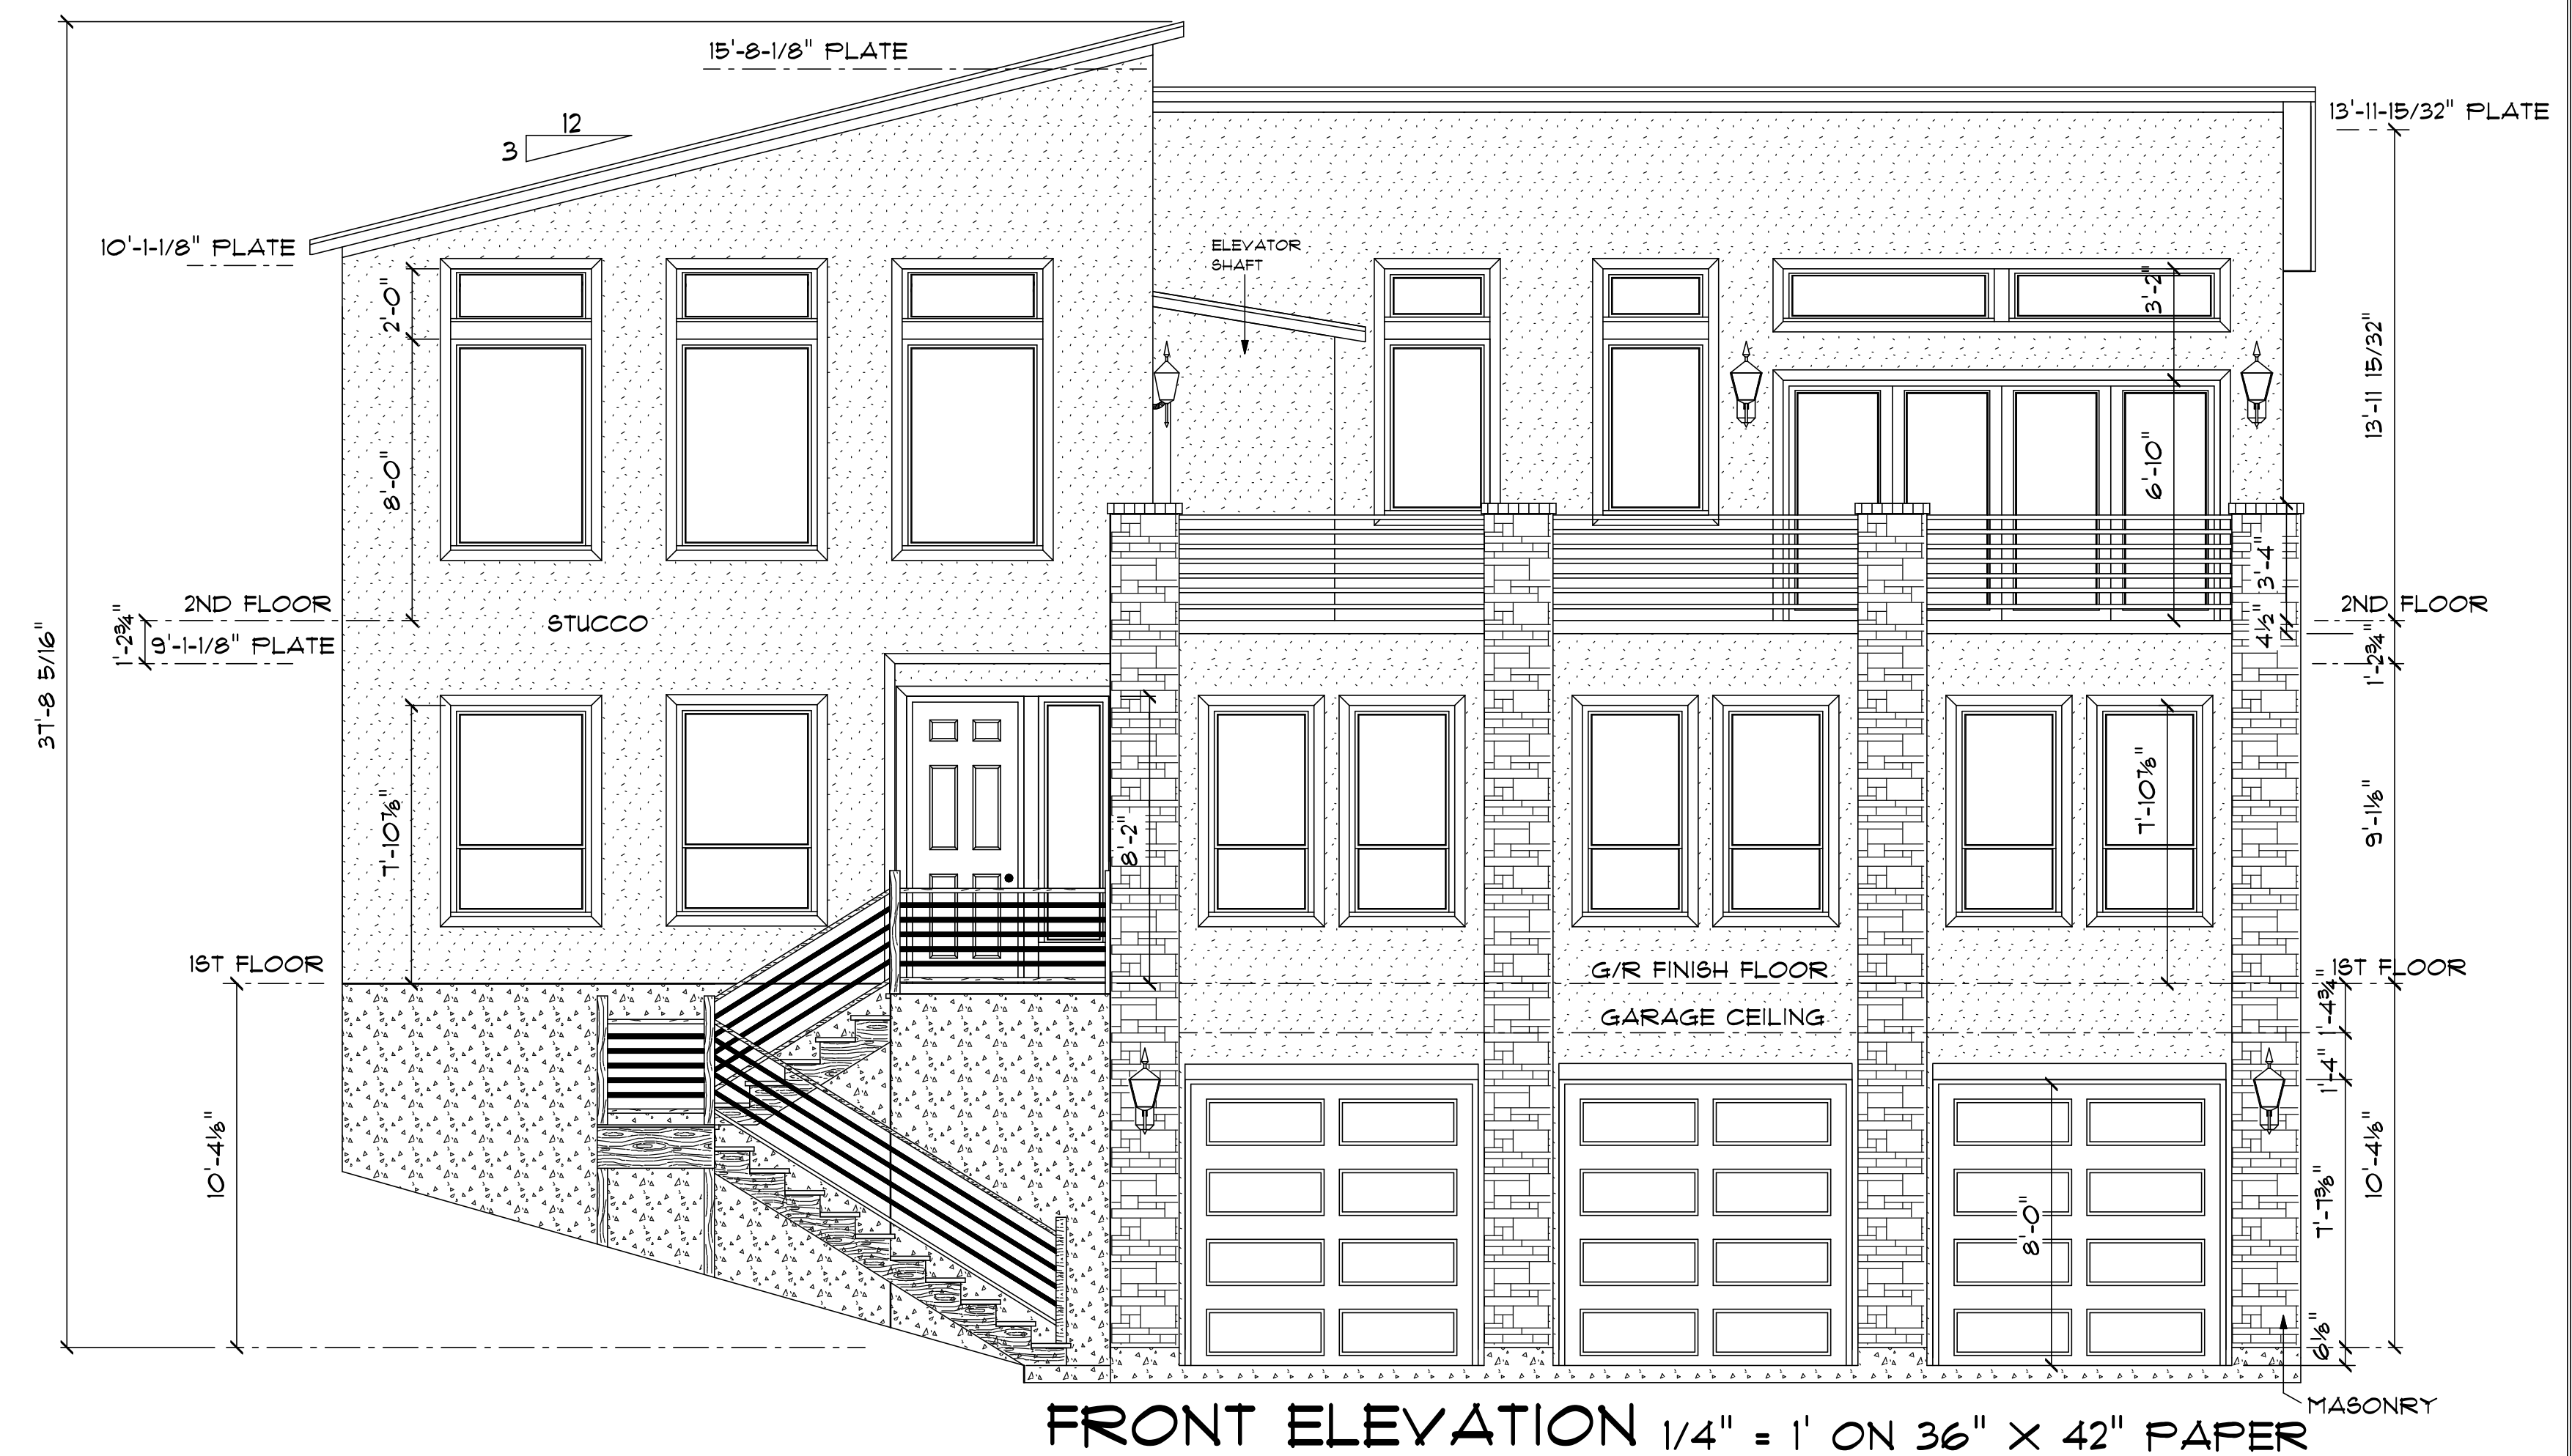 15'-8-1/8" PLATE
13'-11-15/32" PLATE
12
3
10'-1-1/8" PLATE
ELEVATOR
SHAFT
2'-0"
3'-2"
13'-11 15/32"
8'-0"
6'-10"
3'-4"
2ND FLOOR
STUCCO
2ND FLOOR
4½"
1'-2¾"
9'-1-1/8" PLATE
1'-2¾"
37'-8 5/16"
7'-10⅞"
8'-2"
7'-10⅞"
9'-1⅛"
1ST FLOOR
G/R FINISH FLOOR
1ST FLOOR
1'-4¾"
GARAGE CEILING
1'-4"
10'-4⅛"
10'-4⅛"
7'-7⅜"
8'-0"
6⅛"
MASONRY
FRONT ELEVATION 1/4" = 1' ON 36" X 42" PAPER